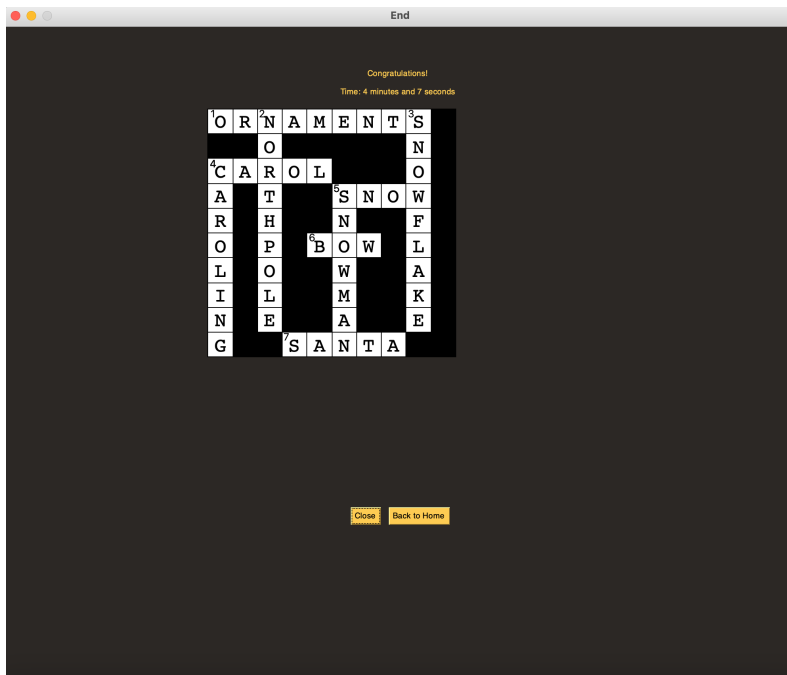 End
Congratulations!
Time: 4 minutes and 7 seconds
1 O R 2 N A M E N T 3 S
O N
4 C A R O L O
A T 5 S N O W
R H N F
O P 6 B O W L
L O W A
I L M K
N E A E
G 7 S A N T A
Close Back to Home